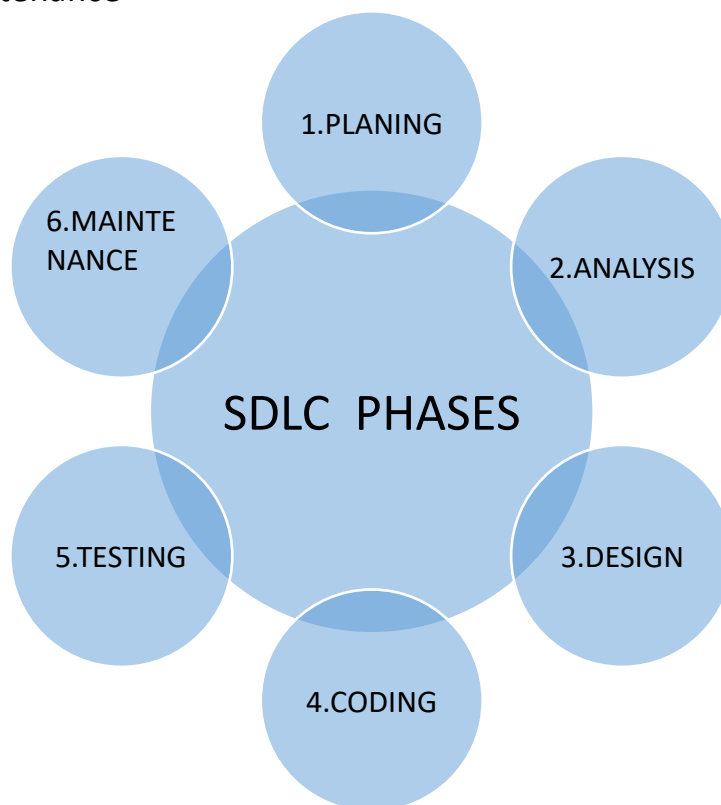 1.PLANING
6.MAINTE
NANCE
2.ANALYSIS
SDLC  PHASES
5.TESTING
3.DESIGN
4.CODING